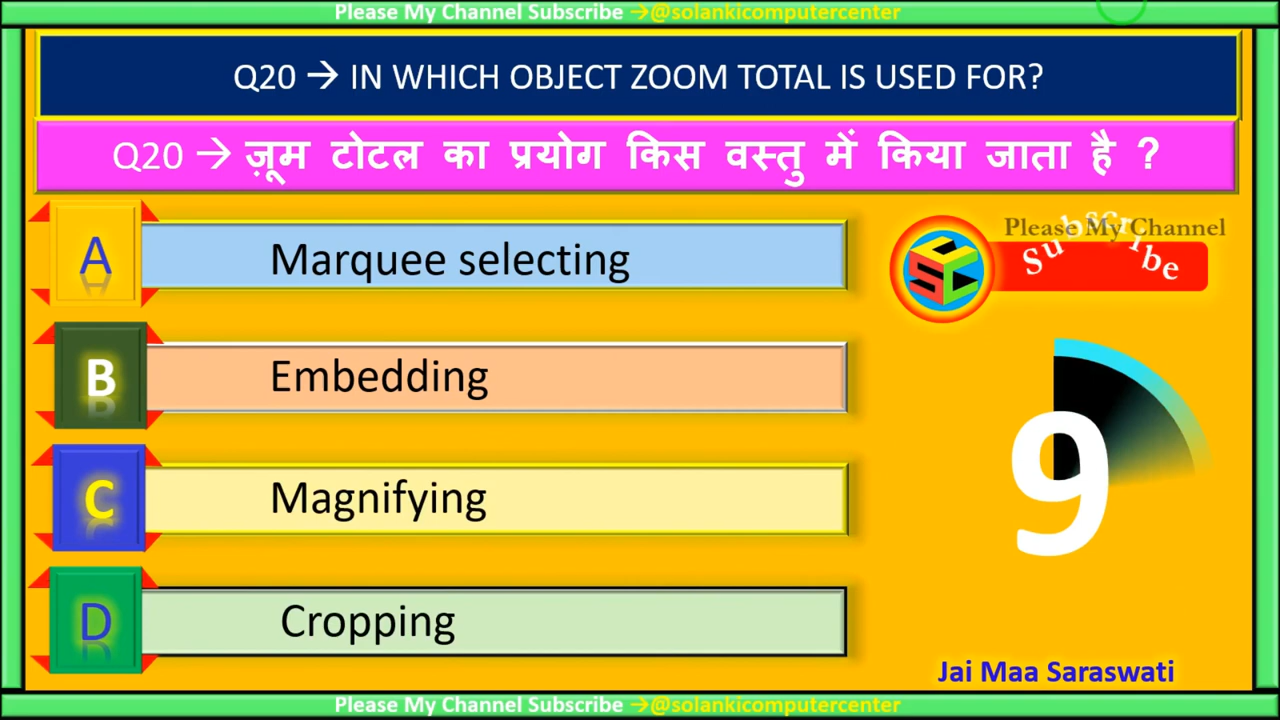 Please My Channel Subscribe →@solankicomputercenter
Q20 → IN WHICH OBJECT ZOOM TOTAL IS USED FOR?
Q20 → ज़ूम टोटल का प्रयोग किस वस्तु में किया जाता है ?
A Marquee selecting
Please My Channel
Subscribe
CSC
B Embedding
9
C Magnifying
D Cropping
Jai Maa Saraswati
Please My Channel Subscribe →@solankicomputercenter